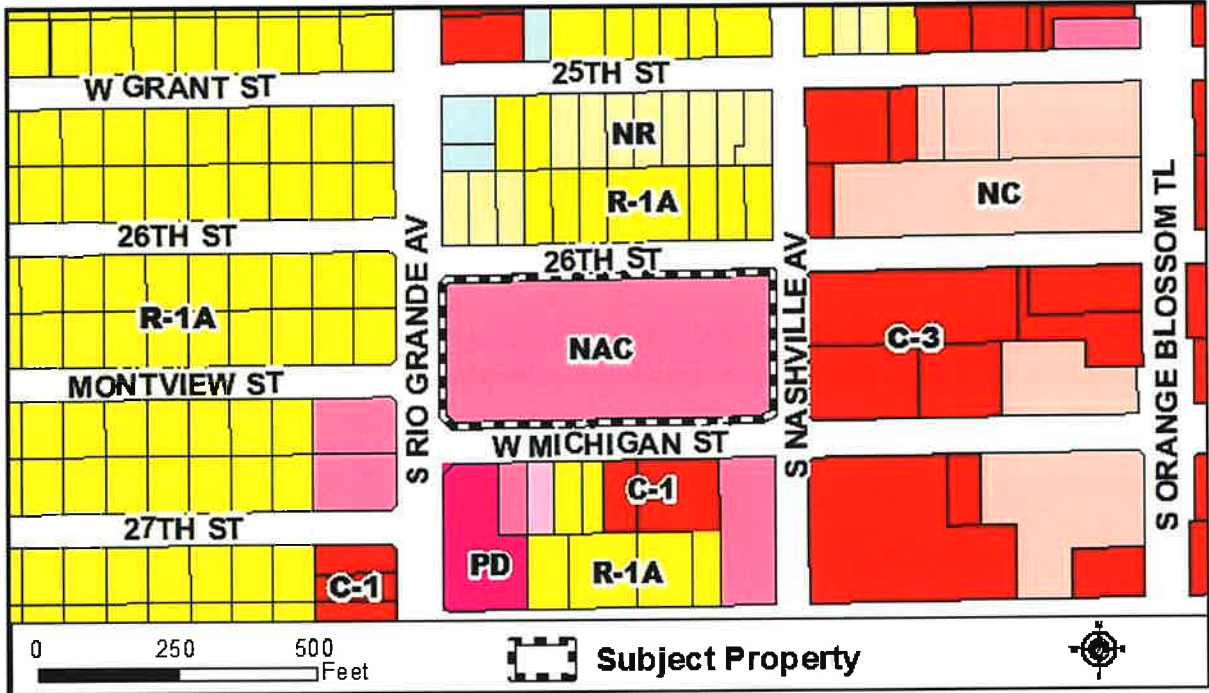 25TH ST
W GRANT ST
NR
NC
R-1A
26TH ST
26TH ST
S RIO GRANDE AV
S NASHVILLE AV
S ORANGE BLOSSOM TL
R-1A
NAC
C-3
MONTVIEW ST
W MICHIGAN ST
C-1
27TH ST
PD
R-1A
C-1
0 250 500
Feet
Subject Property
N